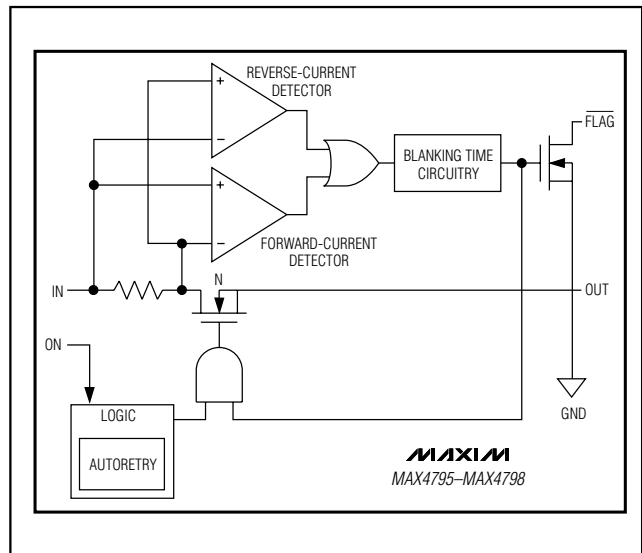 REVERSE-CURRENT
DETECTOR
+
−
FLAG
BLANKING TIME
CIRCUITRY
+
−
FORWARD-CURRENT
DETECTOR
N
IN
OUT
ON
LOGIC
AUTORETRY
GND
MAXIM
MAX4795–MAX4798